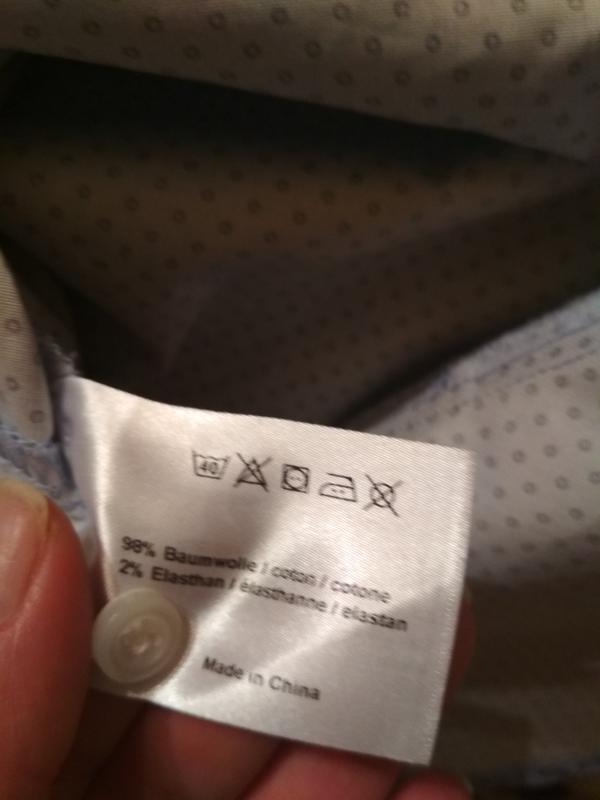 40
98% Baumwolle / coton / cotone
2% Elasthan / élasthanne / elastan
Made in China